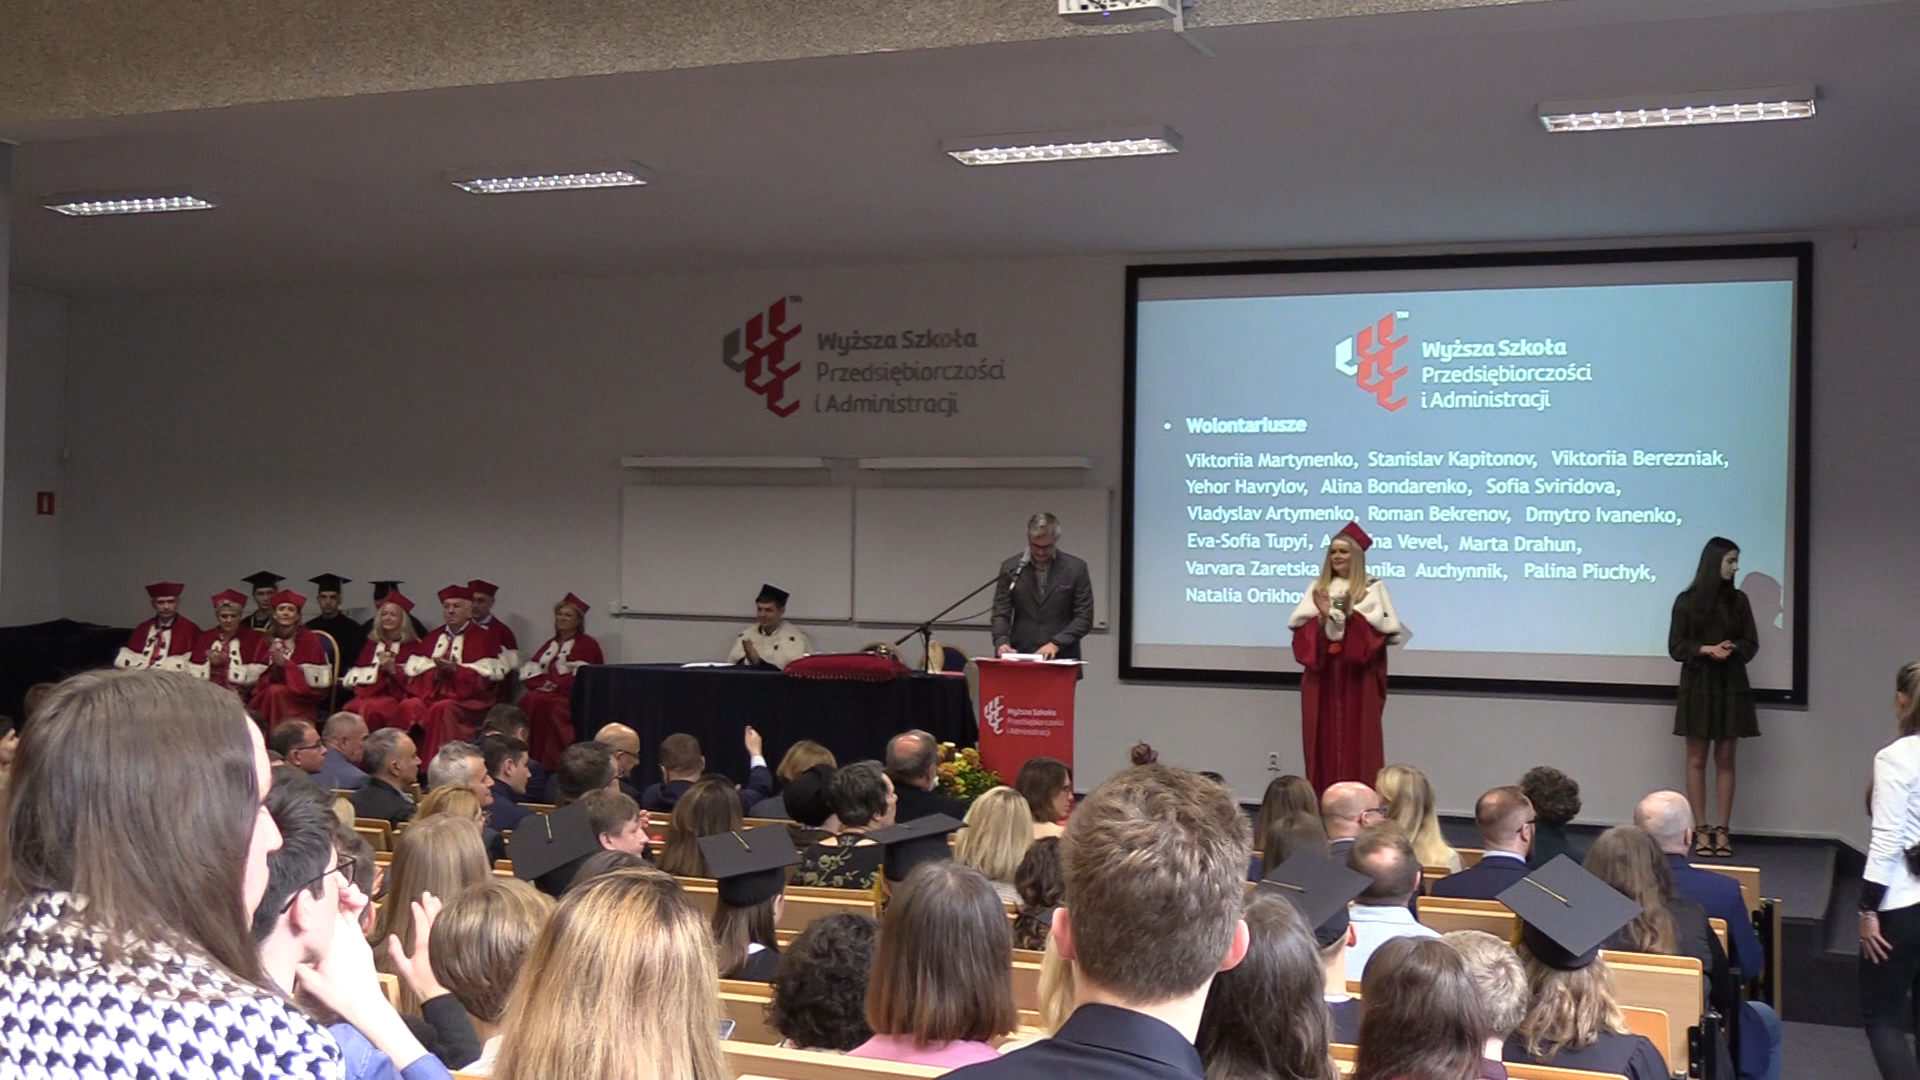 TM
Wyższa Szkoła
Przedsiębiorczości
i Administracji
TM
Wyższa Szkoła
Przedsiębiorczości
i Administracji
• Wolontariusze
Viktoriia Martynenko, Stanislav Kapitonov, Viktoriia Berezniak,
Yehor Havrylov, Alina Bondarenko, Sofia Sviridova,
Vladyslav Artymenko, Roman Bekrenov, Dmytro Ivanenko,
Eva-Sofia Tupyi, Vevel, Marta Drahun,
Varvara Zaretska Auchynnik, Palina Piuchyk,
Natalia
Wyższa Szkoła
Przedsiębiorczości
i Administracji